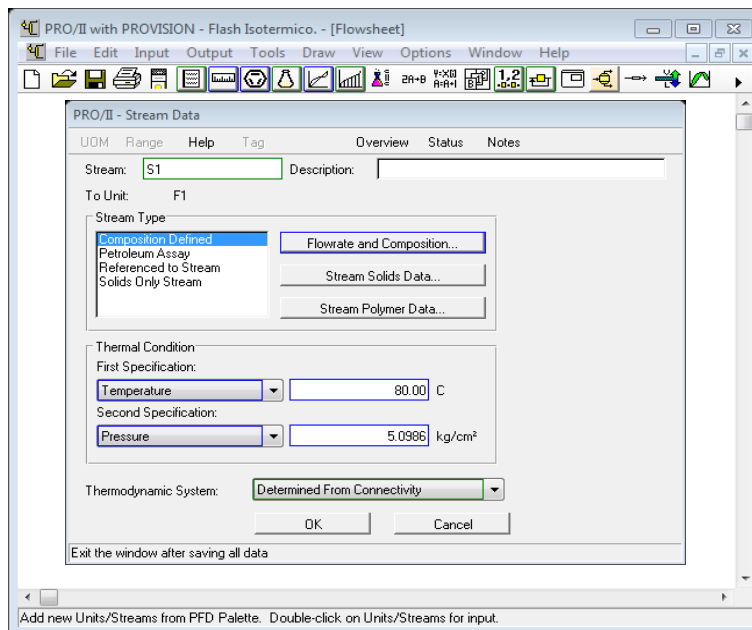 PRO/II with PROVISION - Flash Isotermico. - [Flowsheet]
File Edit Input Output Tools Draw View Options Window Help
2A+B
1,2
PRO/II - Stream Data
UOM Range Help Tag Overview Status Notes
Stream: S1 Description:
To Unit: F1
Stream Type
Composition Defined
Petroleum Assay
Referenced to Stream
Solids Only Stream
Flowrate and Composition...
Stream Solids Data...
Stream Polymer Data...
Thermal Condition
First Specification:
Temperature 80.00 C
Second Specification:
Pressure 5.0986 kg/cm²
Thermodynamic System: Determined From Connectivity
OK Cancel
Exit the window after saving all data
Add new Units/Streams from PFD Palette. Double-click on Units/Streams for input.